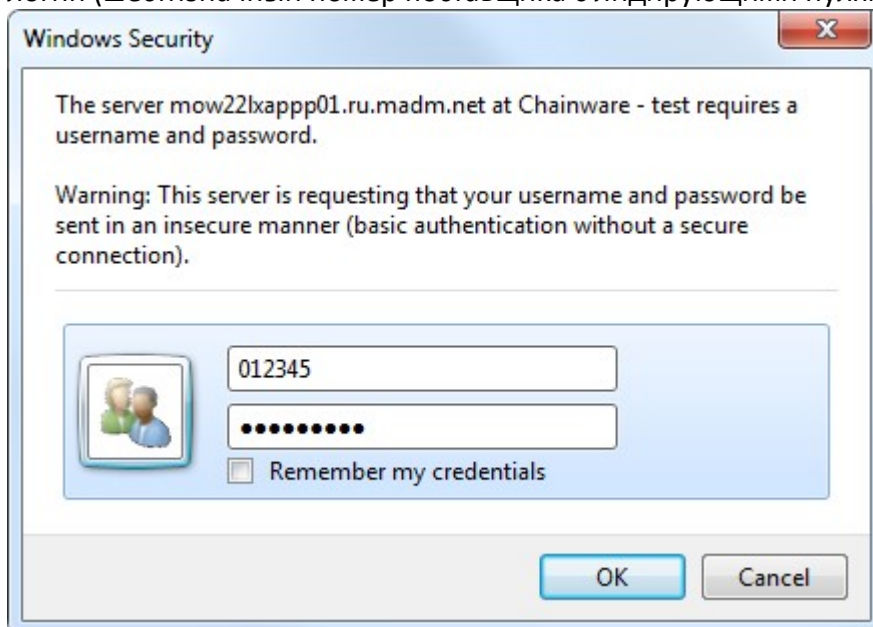 Windows Security
The server mow22lxappp01.ru.madm.net at Chainware - test requires a
username and password.
Warning: This server is requesting that your username and password be
sent in an insecure manner (basic authentication without a secure
connection).
012345
●●●●●●●●●
Remember my credentials
OK
Cancel